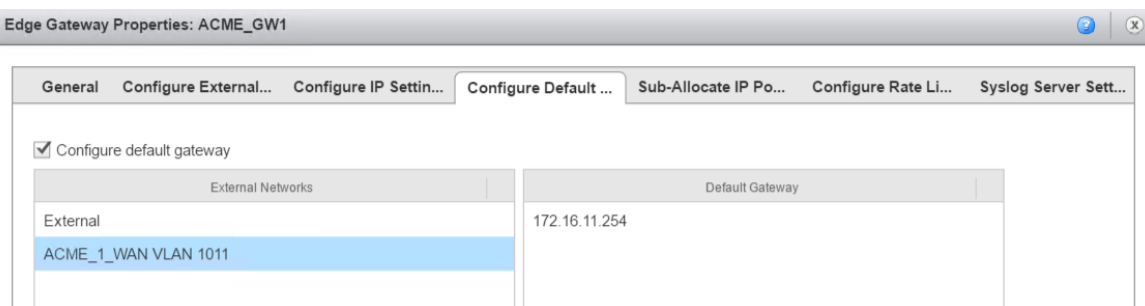 Edge Gateway Properties: ACME_GW1
General Configure External... Configure IP Settin... Configure Default ... Sub-Allocate IP Po... Configure Rate Li... Syslog Server Sett...
Configure default gateway
External Networks Default Gateway
External 172.16.11.254
ACME_1_WAN VLAN 1011